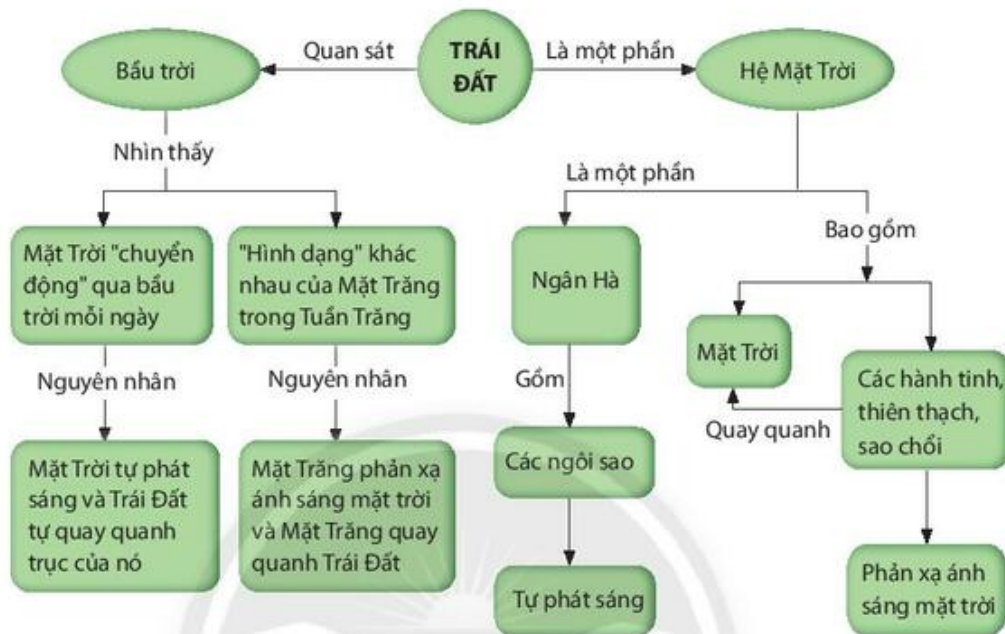 Bầu trời
Quan sát
TRÁI
ĐẤT
Là một phần
Hệ Mặt Trời
Nhìn thấy
Là một phần
Bao gồm
Mặt Trời "chuyển
động" qua bầu
trời mỗi ngày
"Hình dạng" khác
nhau của Mặt Trăng
trong Tuần Trăng
Ngân Hà
Mặt Trời
Các hành tinh,
thiên thạch,
sao chổi
Nguyên nhân
Nguyên nhân
Gồm
Quay quanh
Mặt Trời tự phát
sáng và Trái Đất
tự quay quanh
trục của nó
Mặt Trăng phản xạ
ánh sáng mặt trời
và Mặt Trăng quay
quanh Trái Đất
Các ngôi sao
Tự phát sáng
Phản xạ ánh
sáng mặt trời